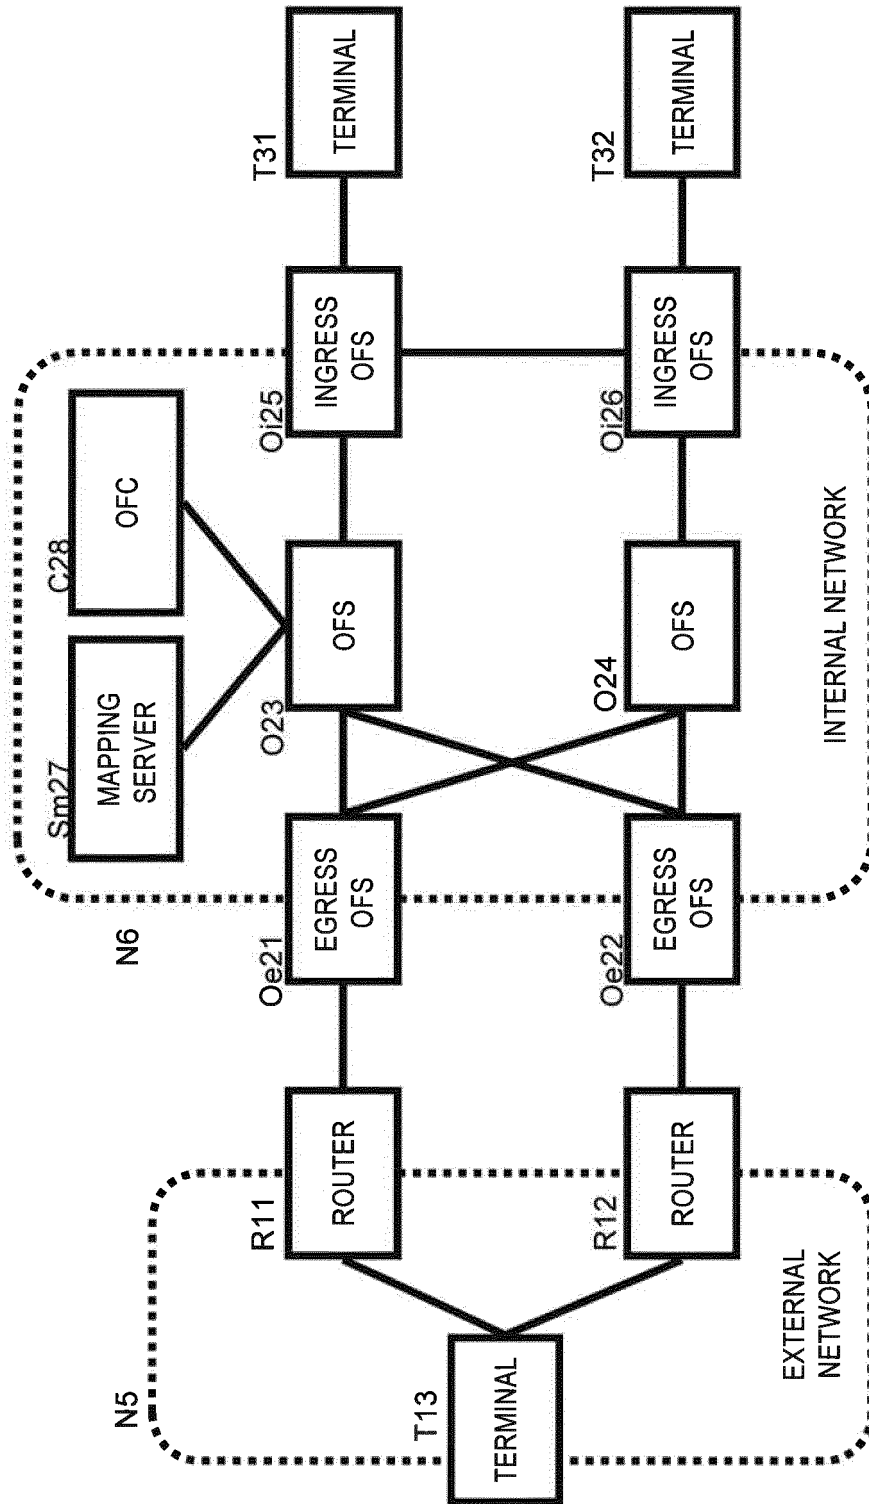 N5
EXTERNAL
NETWORK
T13
TERMINAL
R11
ROUTER
R12
ROUTER
N6
INTERNAL NETWORK
Sm27
MAPPING
SERVER
C28
OFC
Oe21
EGRESS
OFS
Oe22
EGRESS
OFS
O23
OFS
O24
OFS
Oi25
INGRESS
OFS
Oi26
INGRESS
OFS
T31
TERMINAL
T32
TERMINAL